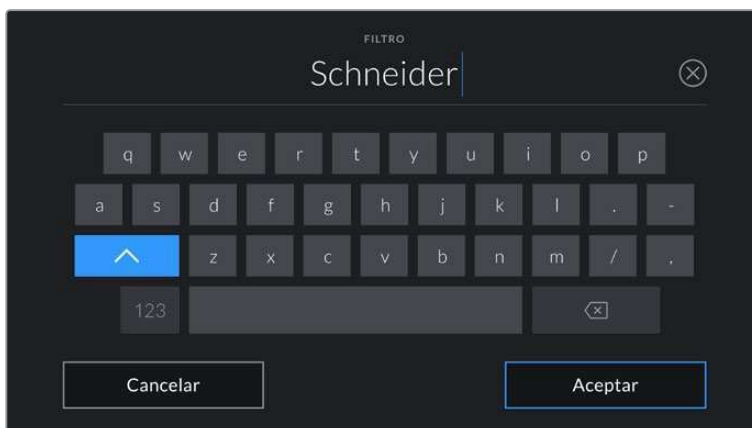 FILTRO
Schneider
q w e r t y u i o p
a s d f g h j k l . -
z x c v b n m / ,
123
Cancelar Aceptar